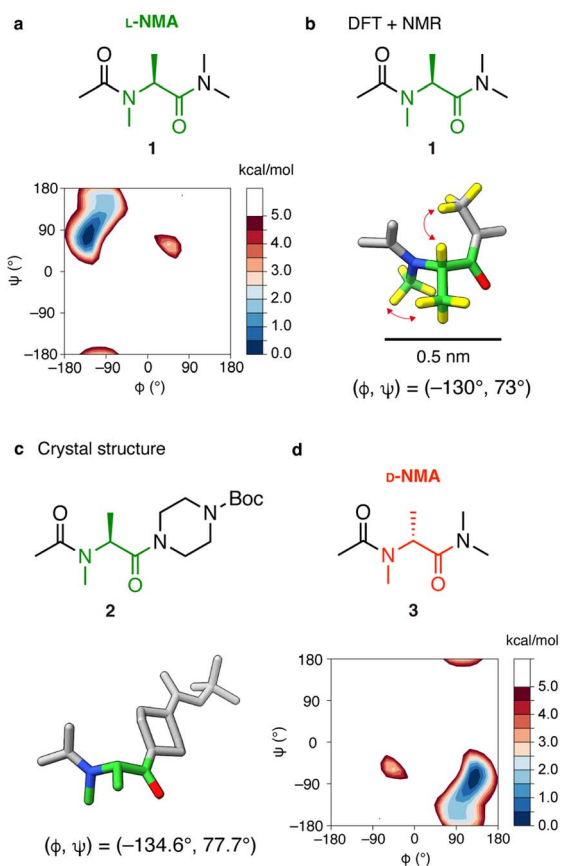 a
L-NMA
O
N
N
O
1
kcal/mol
180
90
0
−90
−180
ψ (°)
−180 −90 0 90 180
ϕ (°)
5.0
4.0
3.0
2.0
1.0
0.0
b DFT + NMR
O
N
N
O
1
0.5 nm
(ϕ, ψ) = (−130°, 73°)
c Crystal structure
O
N
N
N
Boc
O
2
(ϕ, ψ) = (−134.6°, 77.7°)
d
D-NMA
O
N
N
O
3
kcal/mol
180
90
0
−90
−180
ψ (°)
−180 −90 0 90 180
ϕ (°)
5.0
4.0
3.0
2.0
1.0
0.0